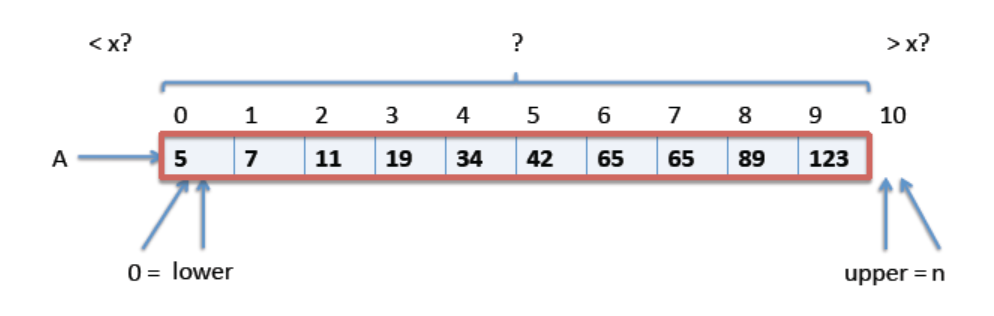 < x? ? > x?
0 1 2 3 4 5 6 7 8 9 10
A 5 7 11 19 34 42 65 65 89 123
0 = lower upper = n